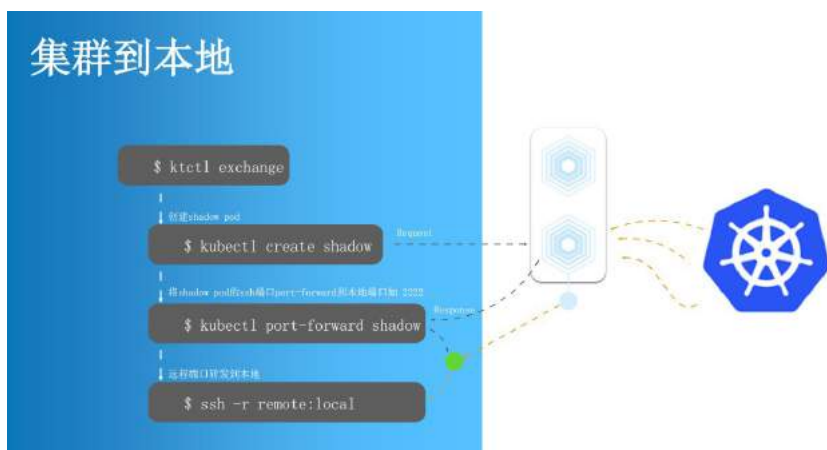 集群到本地
$ ktctl exchange
创建shadow pod
$ kubectl create shadow
Request
将shadow pod的ssh端口port-forward到本地端口如 2222
Response
$ kubectl port-forward shadow
远程端口转发到本地
$ ssh -r remote:local